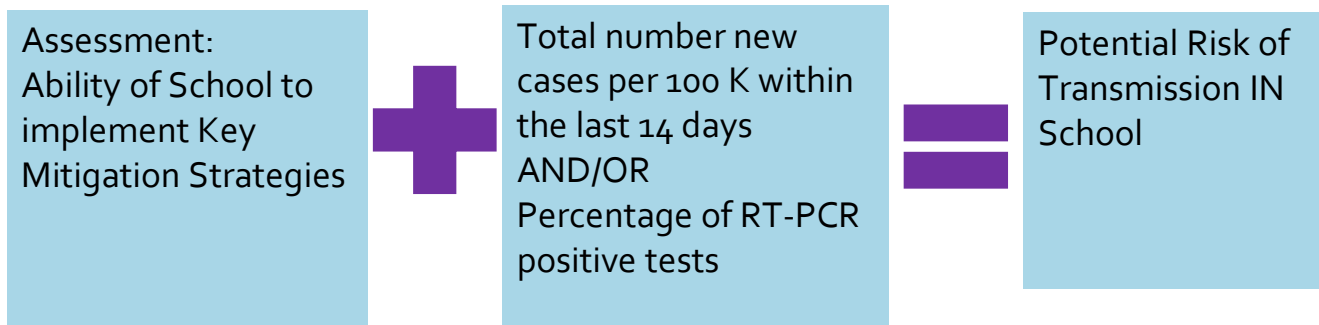 Assessment:
Ability of School to
implement Key
Mitigation Strategies
Total number new
cases per 100 K within
the last 14 days
AND/OR
Percentage of RT-PCR
positive tests
Potential Risk of
Transmission IN
School